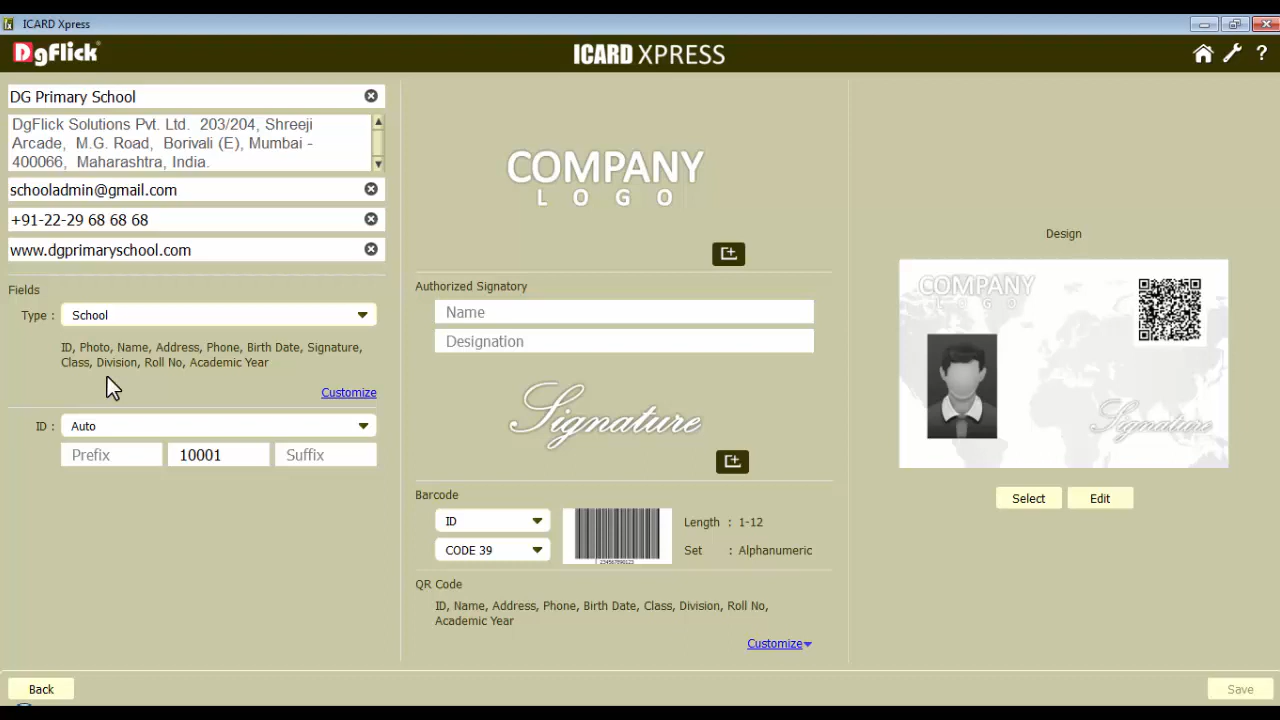 ICARD Xpress
DgFlick
ICARD XPRESS
?
DG Primary School
DgFlick Solutions Pvt. Ltd. 203/204, Shreeji
Arcade, M.G. Road, Borivali (E), Mumbai -
400066, Maharashtra, India.
schooladmin@gmail.com
+91-22-29 68 68 68
www.dgprimaryschool.com
Fields
Type : School
ID, Photo, Name, Address, Phone, Birth Date, Signature,
Class, Division, Roll No, Academic Year
Customize
ID : Auto
Prefix 10001 Suffix
COMPANY
LOGO
Authorized Signatory
Name
Designation
Signature
Barcode
ID
CODE 39
234567890123
Length : 1-12
Set : Alphanumeric
QR Code
ID, Name, Address, Phone, Birth Date, Class, Division, Roll No,
Academic Year
Customize
Design
COMPANY
LOGO
Signature
Select Edit
Back
Save